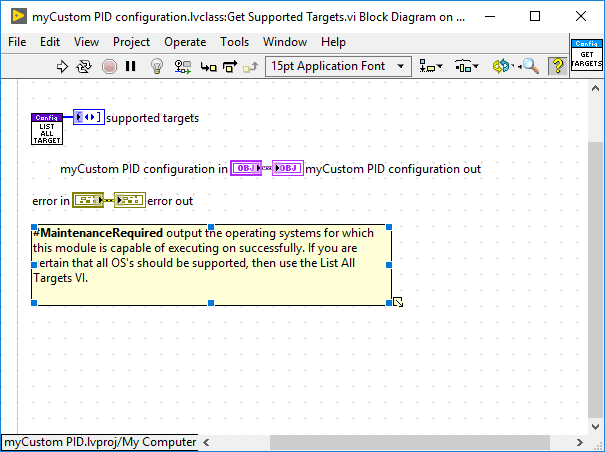 myCustom PID configuration.lvclass:Get Supported Targets.vi Block Diagram on ...
File Edit View Project Operate Tools Window Help
15pt Application Font
?
Config
GET
TARGETS
Config
LIST
ALL
TARGET
supported targets
myCustom PID configuration in OBJ OBJ myCustom PID configuration out
error in error out
#MaintenanceRequired output the operating systems for which
this module is capable of executing on successfully. If you are
ertain that all OS's should be supported, then use the List All
Targets VI.
myCustom PID.lvproj/My Computer